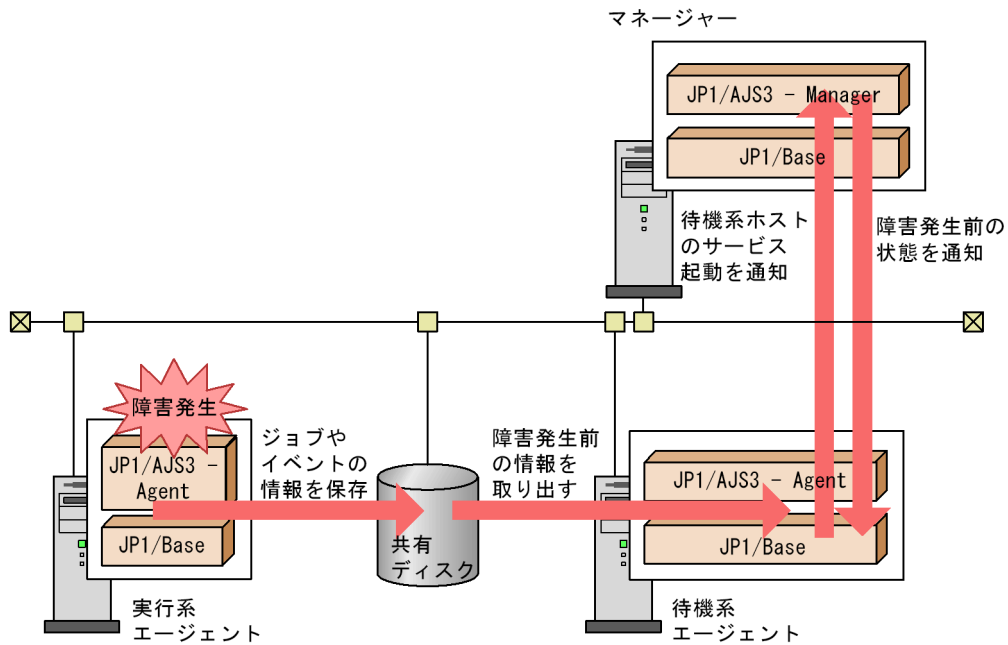 マネージャー
JP1/AJS3 - Manager
JP1/Base
待機系ホスト
のサービス
起動を通知
障害発生前の
状態を通知
障害発生
JP1/AJS3 -
Agent
JP1/Base
ジョブや
イベントの
情報を保存
共有
ディスク
障害発生前
の情報を
取り出す
JP1/AJS3 - Agent
JP1/Base
実行系
エージェント
待機系
エージェント